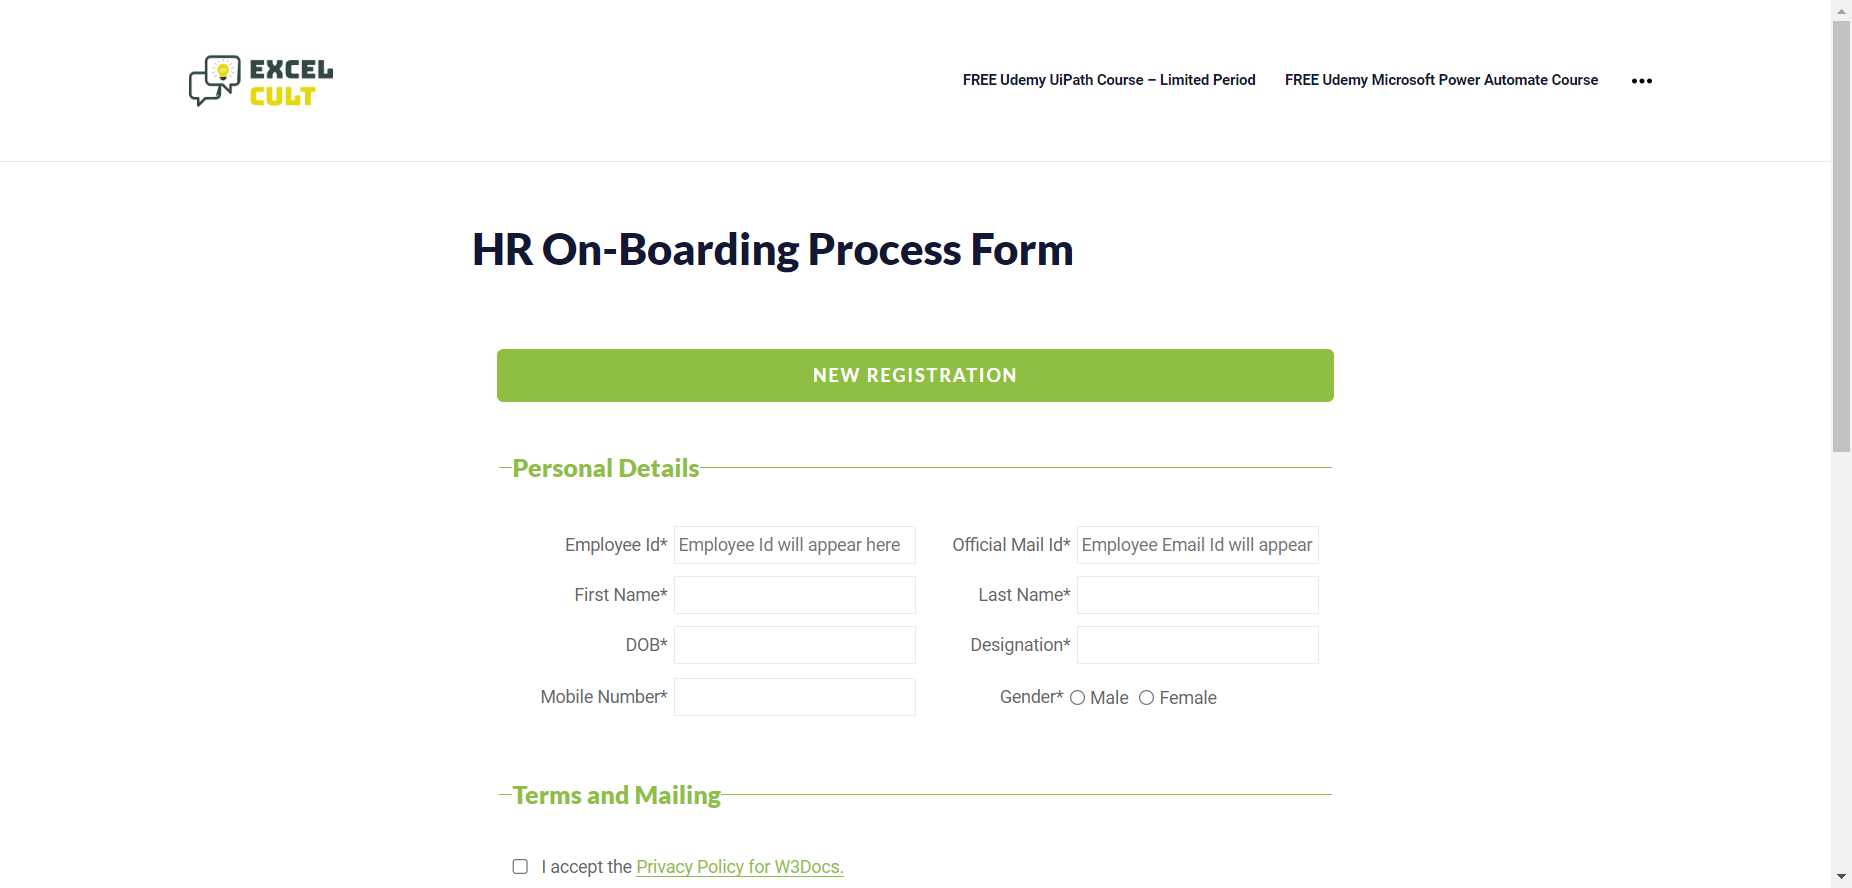 EXCEL
CULT
FREE Udemy UiPath Course – Limited Period
FREE Udemy Microsoft Power Automate Course
HR On-Boarding Process Form
NEW REGISTRATION
Personal Details
Employee Id* Employee Id will appear here
Official Mail Id* Employee Email Id will appear
First Name*
Last Name*
DOB*
Designation*
Mobile Number*
Gender* Male Female
Terms and Mailing
I accept the Privacy Policy for W3Docs.